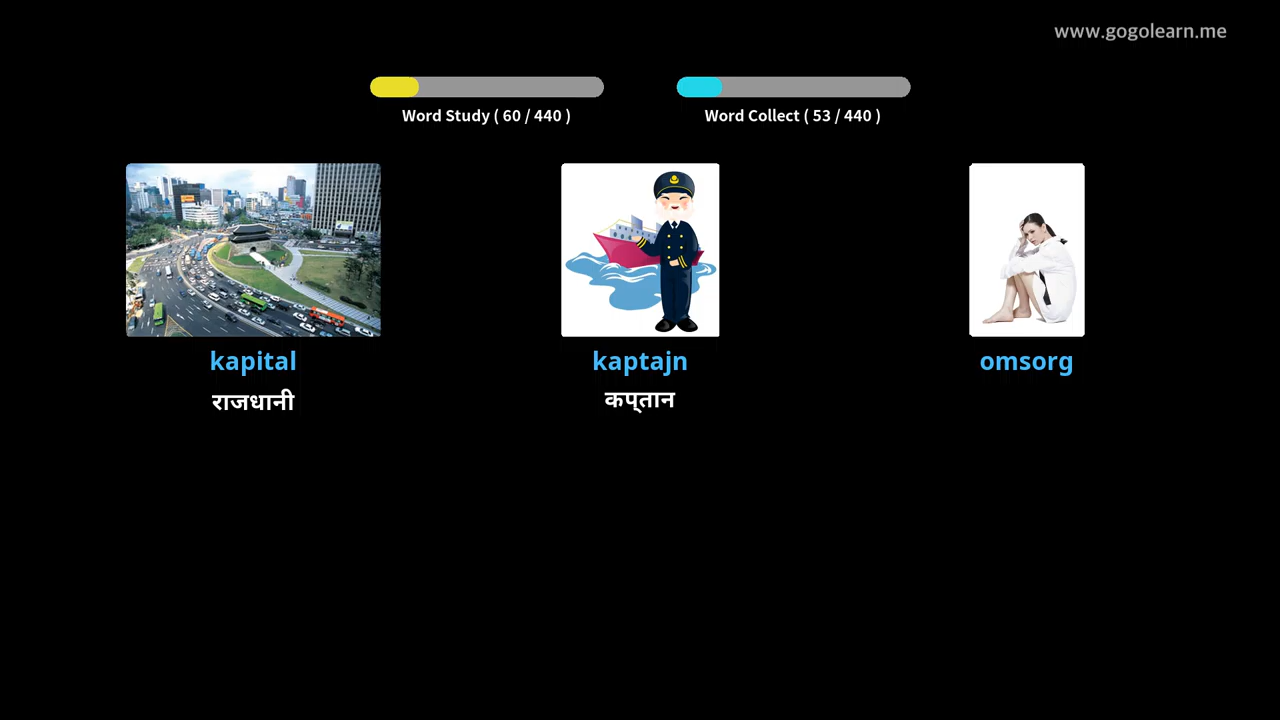 www.gogolearn.me
Word Study ( 60 / 440 )
Word Collect ( 53 / 440 )
kapital
kaptajn
omsorg
राजधानी
कप्तान